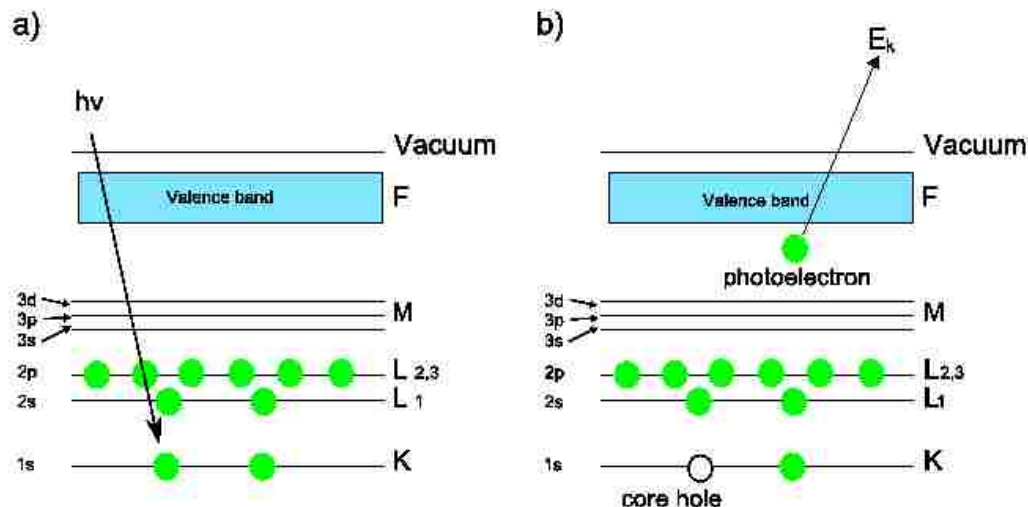 a)
hv
Vacuum
Valence band F
3d
3p M
3s
2p L 2,3
2s L 1
1s K
b)
Ek
Vacuum
Valence band F
photoelectron
3d
3p M
3s
2p L2,3
2s L1
1s K
core hole